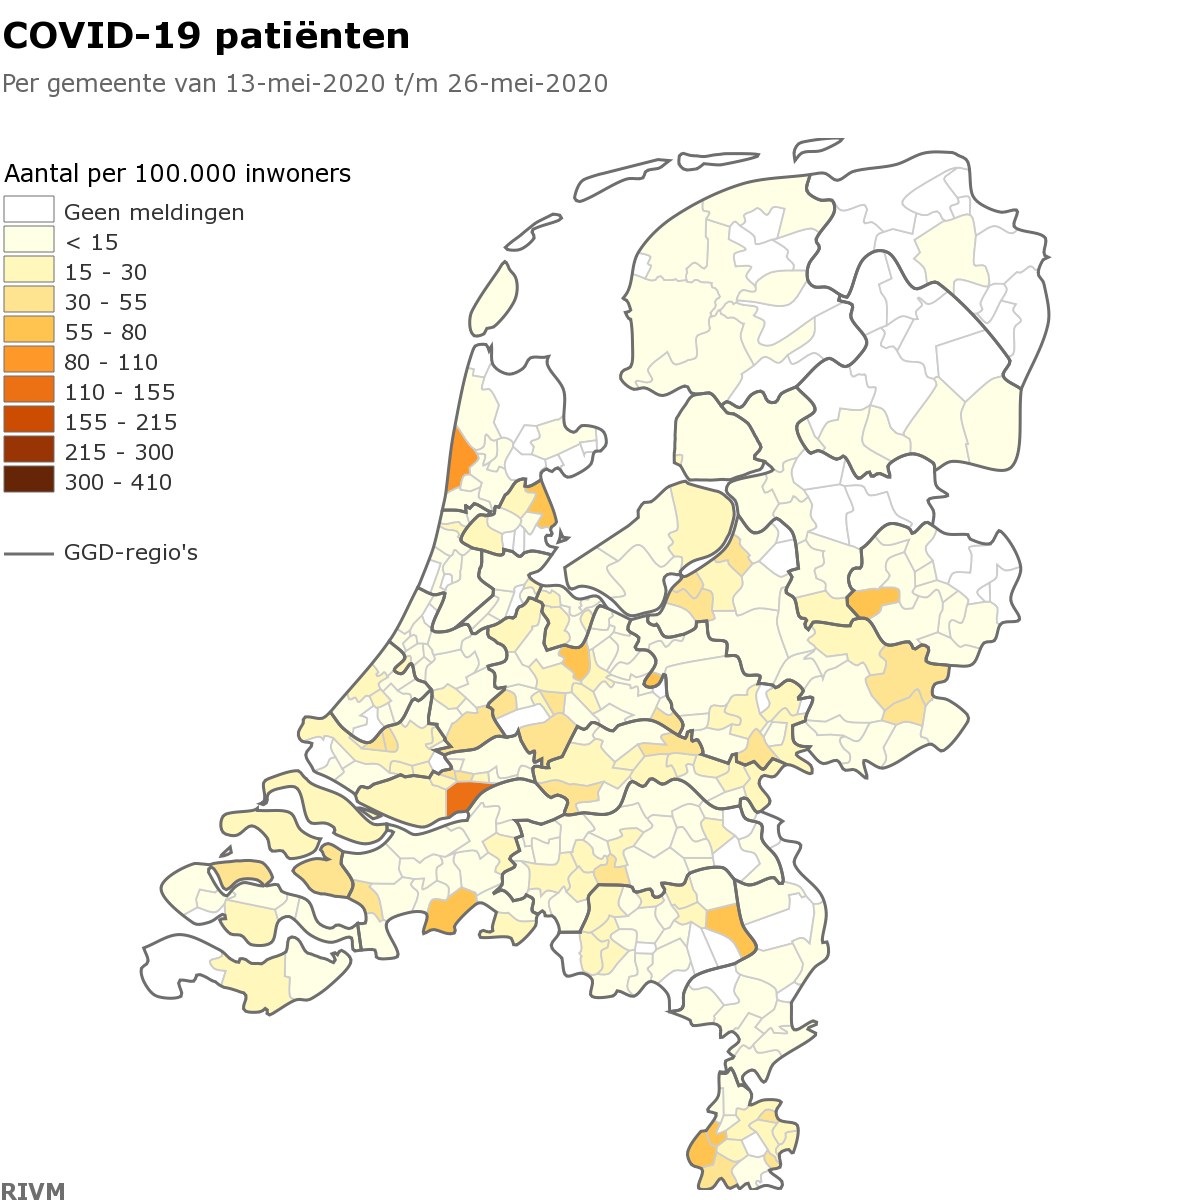 COVID-19 patiënten
Per gemeente van 13-mei-2020 t/m 26-mei-2020
Aantal per 100.000 inwoners
Geen meldingen
< 15
15 - 30
30 - 55
55 - 80
80 - 110
110 - 155
155 - 215
215 - 300
300 - 410
GGD-regio's
RIVM